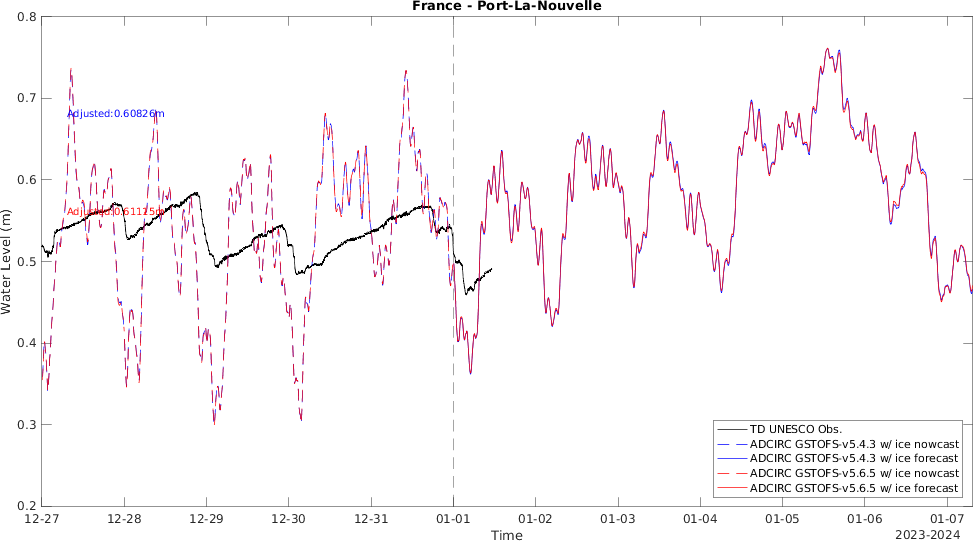 France - Port-La-Nouvelle
0.8
0.7
0.6
0.5
0.4
0.3
0.2
Water Level (m)
Adjusted:0.60826m
Adjusted:0.61115m
TD UNESCO Obs.
ADCIRC GSTOFS-v5.4.3 w/ ice nowcast
ADCIRC GSTOFS-v5.4.3 w/ ice forecast
ADCIRC GSTOFS-v5.6.5 w/ ice nowcast
ADCIRC GSTOFS-v5.6.5 w/ ice forecast
12-27 12-28 12-29 12-30 12-31 01-01 01-02 01-03 01-04 01-05 01-06 01-07
Time
2023-2024